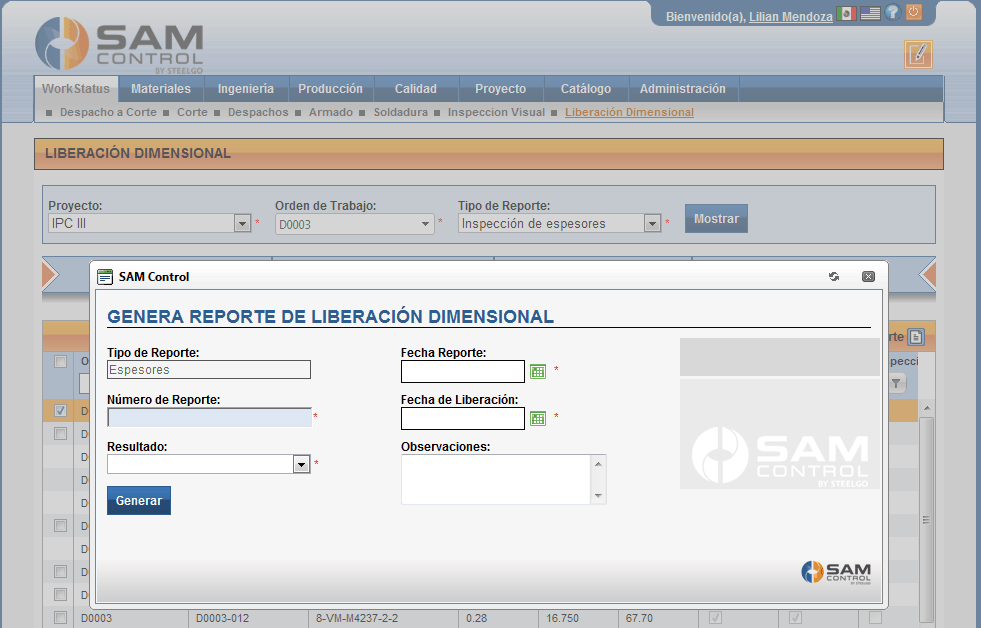 Bienvenido(a), Lilian Mendoza
SAM
CONTROL
BY STEELGO
WorkStatus Materiales Ingeniería Producción Calidad Proyecto Catálogo Administración
Despacho a Corte Corte Despachos Armado Soldadura Inspeccion Visual Liberación Dimensional
LIBERACIÓN DIMENSIONAL
Proyecto: Orden de Trabajo: Tipo de Reporte:
IPC III * D0003 * Inspección de espesores * Mostrar
SAM Control
GENERA REPORTE DE LIBERACIÓN DIMENSIONAL
Tipo de Reporte: Fecha Reporte:
Espesores *
Número de Reporte: Fecha de Liberación:
* *
Resultado: Observaciones:
*
Generar
SAM
CONTROL
BY STEELGO
SAM
CONTROL
BY STEELGO
D0003 D0003-012 8-VM-M4237-2-2 0.28 16.750 67.70